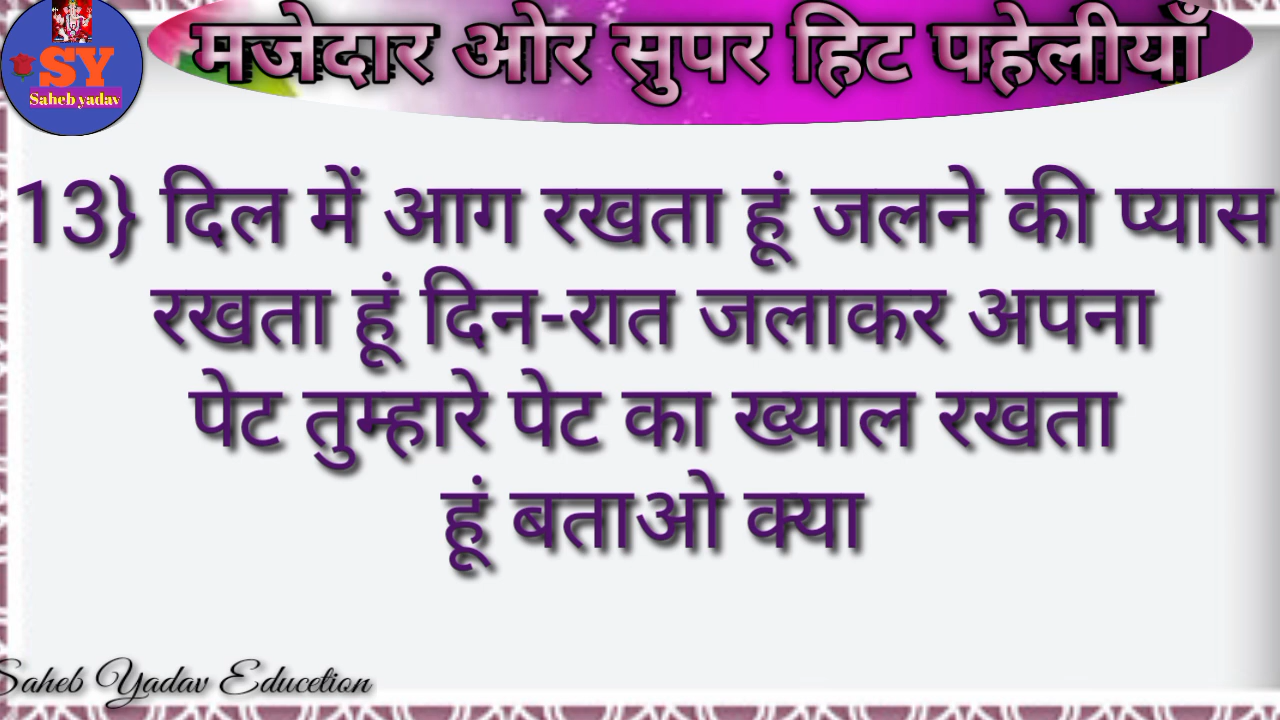 मजेदार ओर सुपर हिट पहेलीयाँ
SY
Saheb yadav
13} दिल में आग रखता हूं जलने की प्यास
रखता हूं दिन-रात जलाकर अपना
पेट तुम्हारे पेट का ख्याल रखता
हूं बताओ क्या
Saheb Yadav Educetion